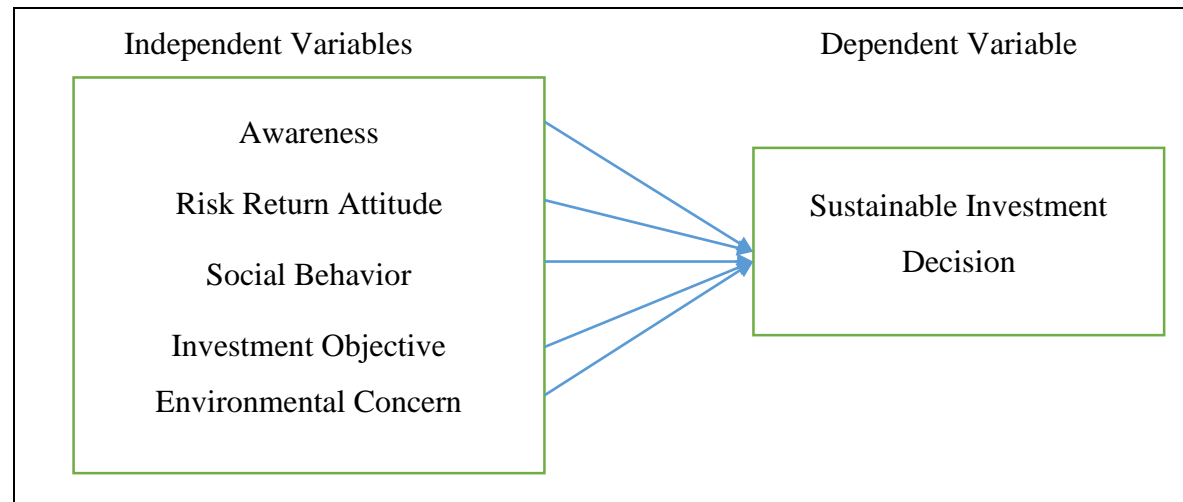 Independent Variables
Dependent Variable
Awareness
Risk Return Attitude
Social Behavior
Investment Objective
Environmental Concern
Sustainable Investment
Decision